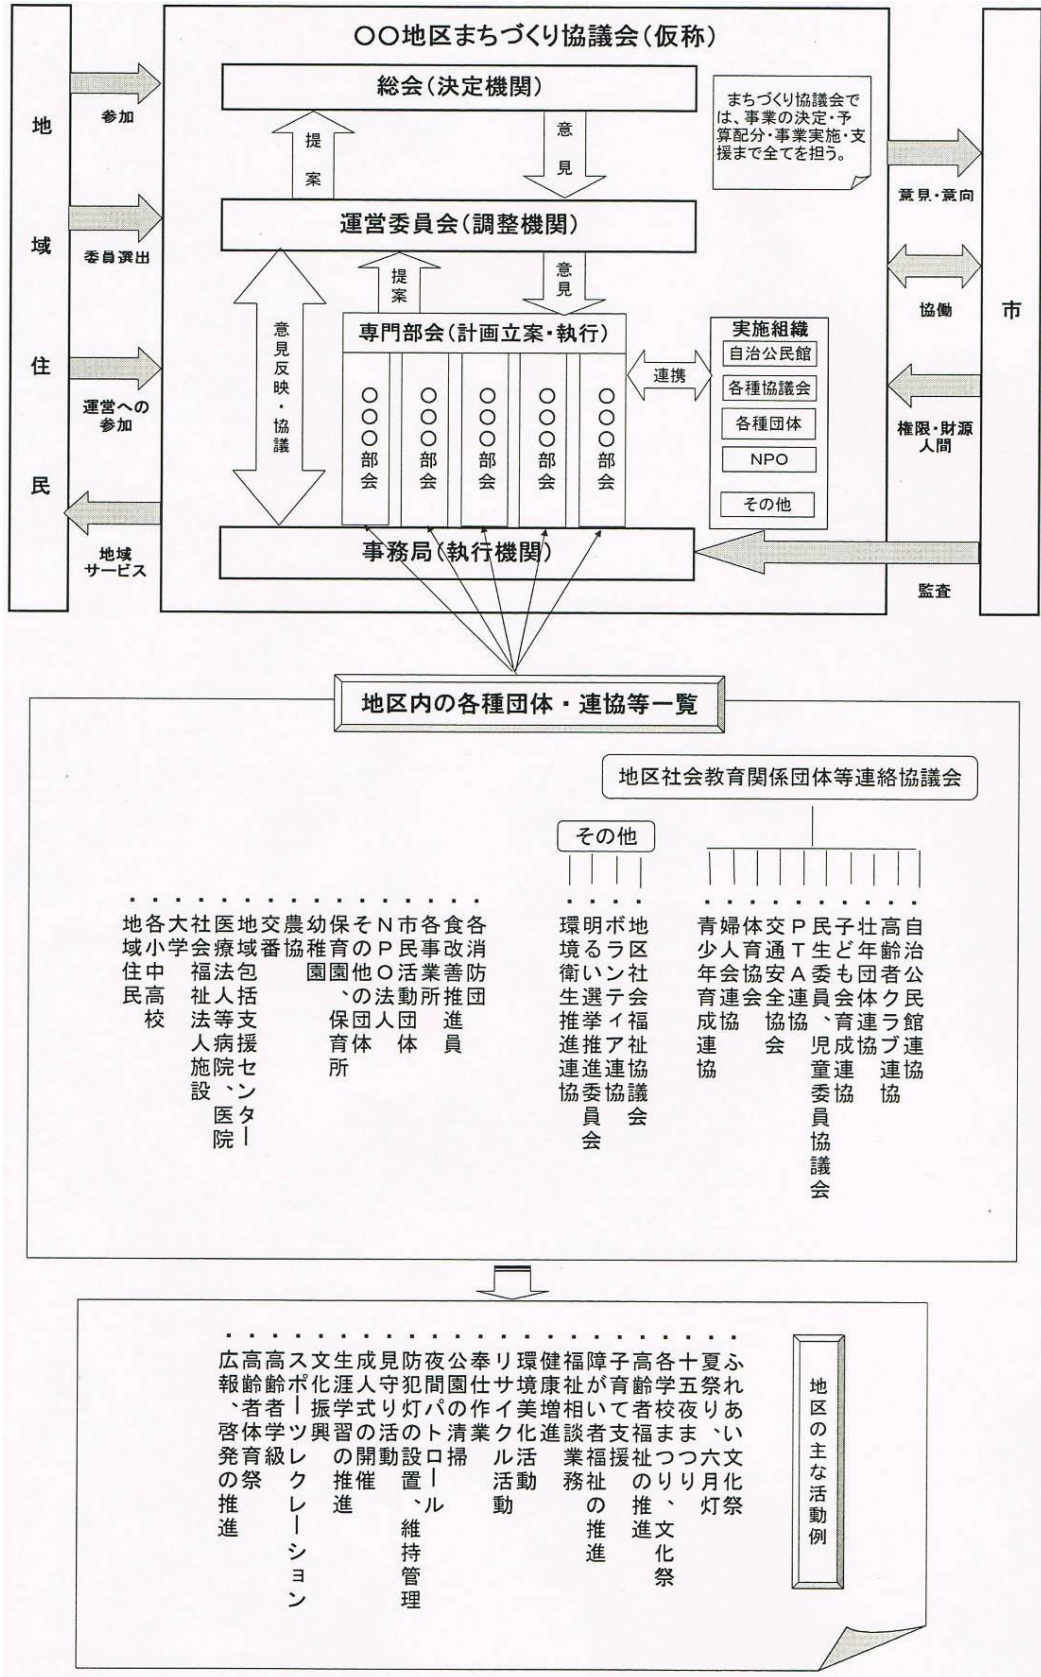 〇〇地区まちづくり協議会(仮称)
地域住民
参加
委員選出
運営への
参加
地域
サービス
総会(決定機関)
提案
意見
まちづくり協議会で
は、事業の決定・予
算配分・事業実施・支
援まで全てを担う。
運営委員会(調整機関)
提案
意見
意見反映・協議
専門部会(計画立案・執行)
〇〇〇部会
〇〇〇部会
〇〇〇部会
〇〇〇部会
〇〇〇部会
連携
実施組織
自治公民館
各種協議会
各種団体
NPO
その他
事務局(執行機関)
意見・意向
協働
権限・財源
人間
監査
市
地区内の各種団体・連協等一覧
地区社会教育関係団体等連絡協議会
・自治公民館連協
・高齢者クラブ連協
・壮年団体連協
・子ども会育成連協
・民生委員、児童委員協議会
・PTA連協
・交通安全協会
・体育協会
・婦人会連協
・青少年育成連協
その他
・地区社会福祉協議会
・ボランティア連協
・明るい選挙推進委員会
・環境衛生推進連協
・各消防団
・食改善推進員
・各事業所
・市民活動団体
・NPO法人
・その他の団体
・保育園、保育所
・幼稚園
・農協
・交番
・地域包括支援センター
・医療法人等病院、医院
・社会福祉法人施設
・大学
・各小中高校
・地域住民
地区の主な活動例
・ふれあい文化祭
・夏祭り、六月灯
・十五夜まつり
・各学校まつり、文化祭
・高齢者福祉の推進
・子育て支援
・障がい者福祉の推進
・福祉相談業務
・健康増進
・環境美化活動
・リサイクル活動
・奉仕作業
・公園の清掃
・夜間パトロール
・防犯灯の設置、維持管理
・見守り活動
・成人式の開催
・生涯学習の推進
・文化振興
・スポーツレクレーション
・高齢者学級
・高齢者体育祭
・広報、啓発の推進